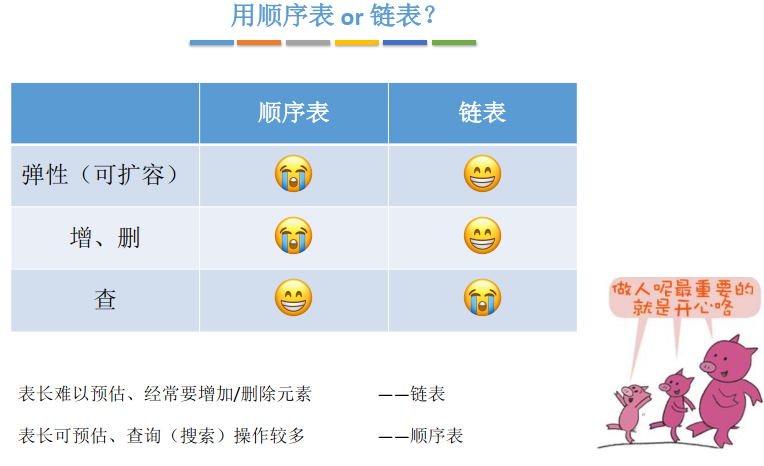 用顺序表 or 链表？
顺序表 链表
弹性（可扩容） 😭 😁
增、删 😭 😁
查 😁 😭
做人呢最重要的
就是开心咯
表长难以预估、经常要增加/删除元素 ——链表
表长可预估、查询（搜索）操作较多 ——顺序表